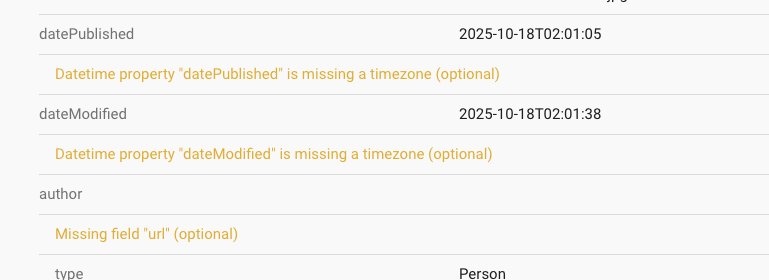 datePublished 2025-10-18T02:01:05
Datetime property "datePublished" is missing a timezone (optional)
dateModified 2025-10-18T02:01:38
Datetime property "dateModified" is missing a timezone (optional)
author
Missing field "url" (optional)
type Person